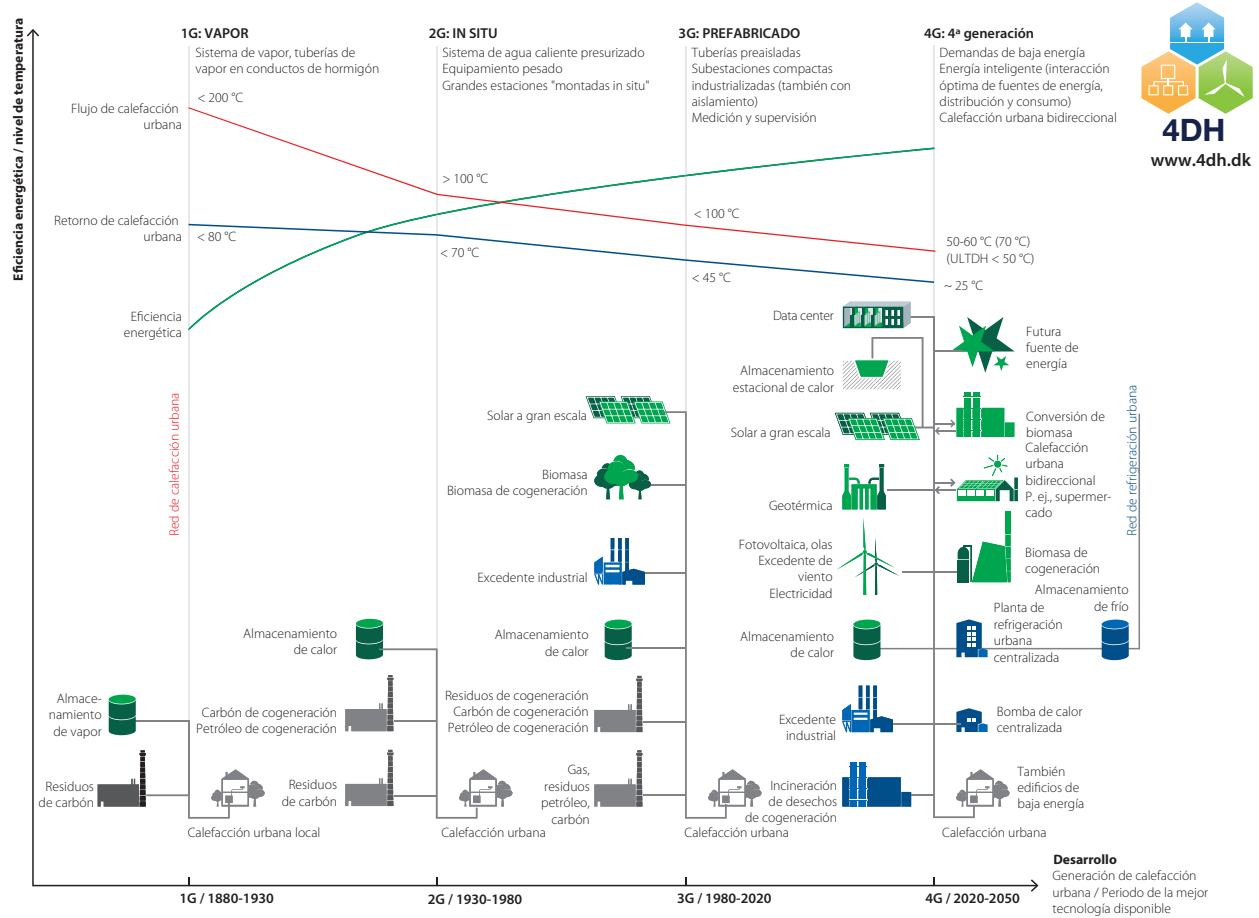 Eficiencia energética / nivel de temperatura
1G: VAPOR
Sistema de vapor, tuberías de
vapor en conductos de hormigón
2G: IN SITU
Sistema de agua caliente presurizado
Equipamiento pesado
Grandes estaciones "montadas in situ"
3G: PREFABRICADO
Tuberías preaisladas
Subestaciones compactas
industrializadas (también con
aislamiento)
Medición y supervisión
4G: 4ª generación
Demandas de baja energía
Energía inteligente (interacción
óptima de fuentes de energía,
distribución y consumo)
Calefacción urbana bidireccional
4DH
www.4dh.dk
Flujo de calefacción
urbana
< 200 °C
> 100 °C
< 100 °C
50-60 °C (70 °C)
(ULTDH < 50 °C)
Retorno de calefacción
urbana
< 80 °C
< 70 °C
< 45 °C
~ 25 °C
Eficiencia
energética
Red de calefacción urbana
Almace-
namiento
de vapor
Residuos
de carbón
Calefacción urbana local
Almacenamiento
de calor
Carbón de cogeneración
Petróleo de cogeneración
Residuos
de carbón
Calefacción urbana
Solar a gran escala
Biomasa
Biomasa de cogeneración
Excedente industrial
Almacenamiento
de calor
Residuos de cogeneración
Carbón de cogeneración
Petróleo de cogeneración
Gas,
residuos
petróleo,
carbón
Calefacción urbana
Data center
Almacenamiento
estacional de calor
Solar a gran escala
Geotérmica
Fotovoltaica, olas
Excedente de
viento
Electricidad
Almacenamiento
de calor
Excedente
industrial
Incineración
de desechos
de cogeneración
Calefacción urbana
Futura
fuente de
energía
Conversión de
biomasa
Calefacción
urbana
bidireccional
P. ej., supermer-
cado
Biomasa de
cogeneración
Planta de
refrigeración
urbana
centralizada
Almacenamiento
de frío
Red de refrigeración urbana
Bomba de calor
centralizada
También
edificios de
baja energía
1G / 1880-1930
2G / 1930-1980
3G / 1980-2020
4G / 2020-2050
Desarrollo
Generación de calefacción
urbana / Periodo de la mejor
tecnología disponible